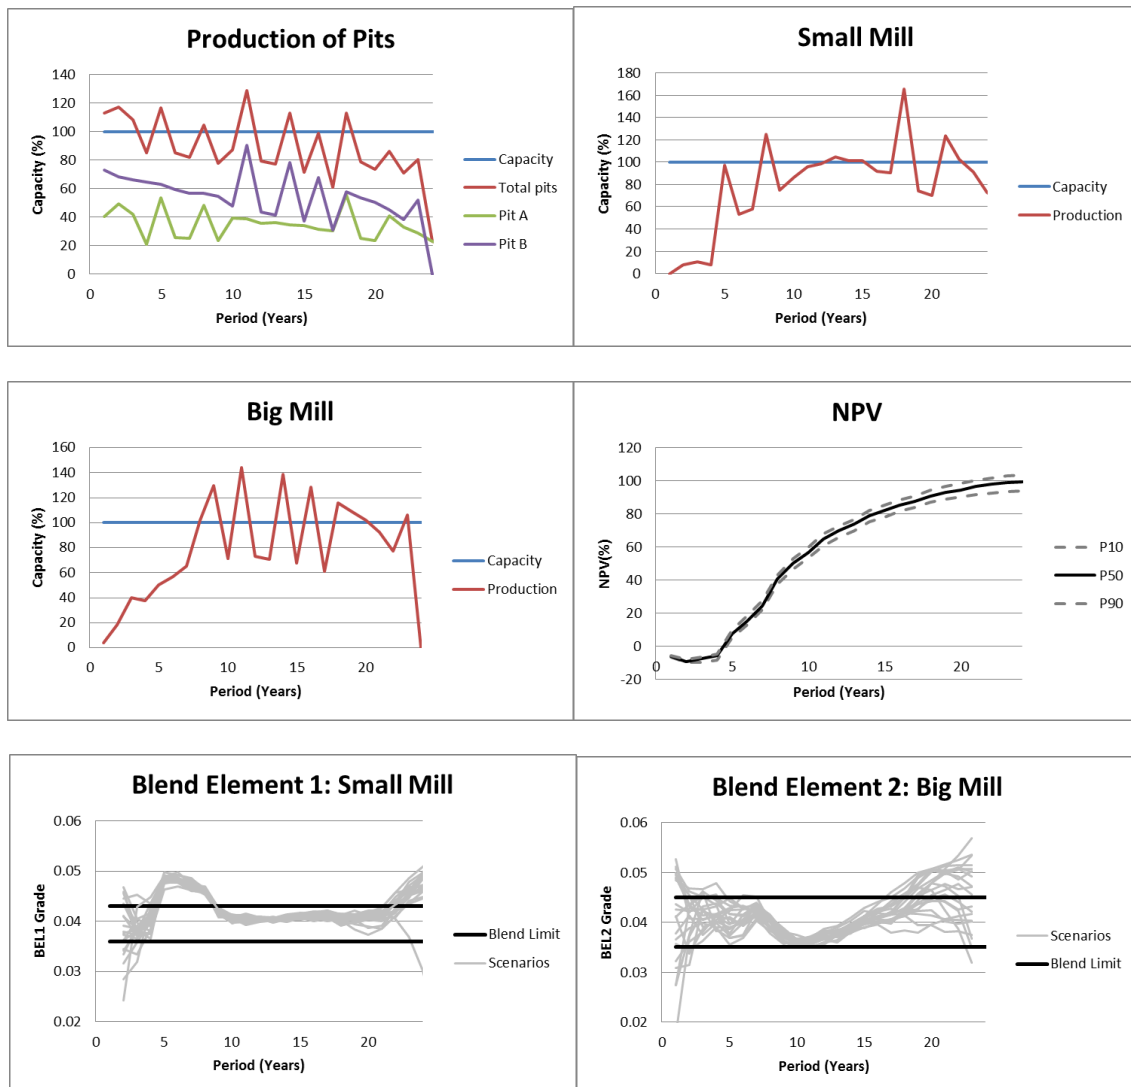 Production of Pits
Capacity (%)
140
120
100
80
60
40
20
0
0 5 10 15 20
Period (Years)
Capacity
Total pits
Pit A
Pit B
Small Mill
Capacity (%)
180
160
140
120
100
80
60
40
20
0
0 5 10 15 20
Period (Years)
Capacity
Production
Big Mill
Capacity (%)
160
140
120
100
80
60
40
20
0
0 5 10 15 20
Period (Years)
Capacity
Production
NPV
NPV(%)
120
100
80
60
40
20
0
-20
0 5 10 15 20
Period (Years)
P10
P50
P90
Blend Element 1: Small Mill
BEL1 Grade
0.06
0.05
0.04
0.03
0.02
0 5 10 15 20
Period (Years)
Blend Limit
Scenarios
Blend Element 2: Big Mill
BEL2 Grade
0.06
0.05
0.04
0.03
0.02
0 5 10 15 20
Period (Years)
Scenarios
Blend Limit